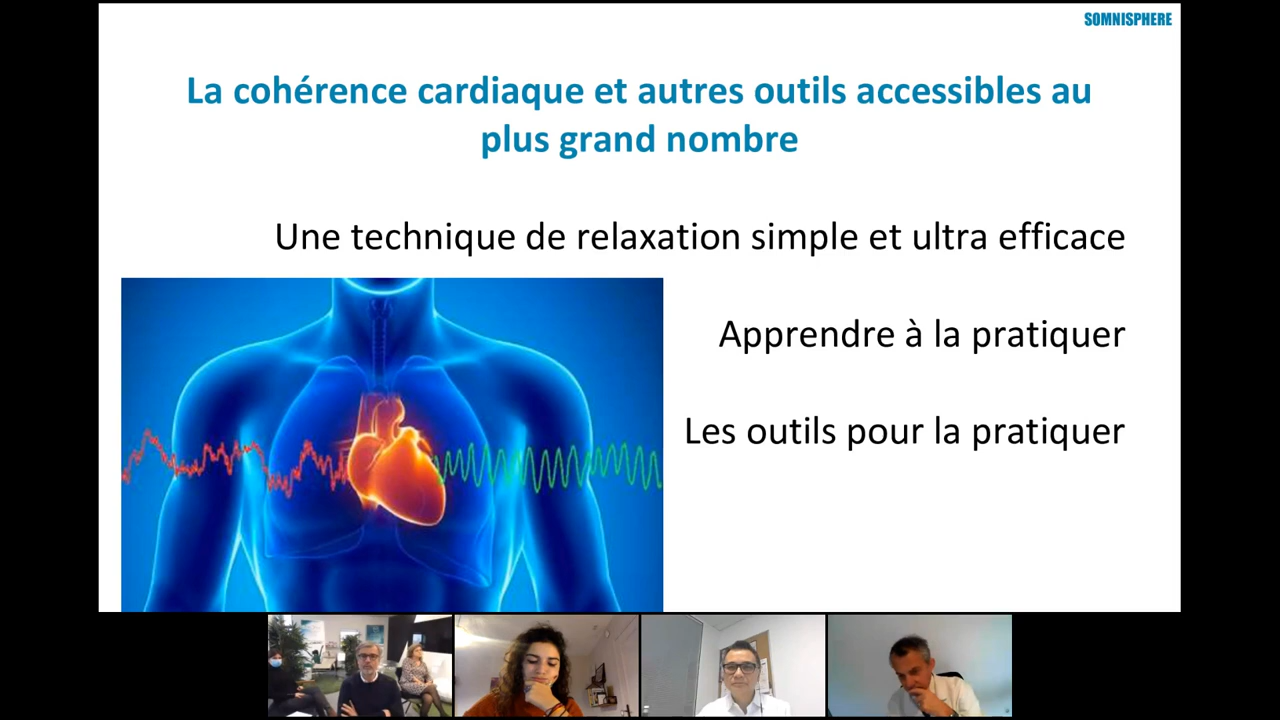 SOMNISPHERE
La cohérence cardiaque et autres outils accessibles au
plus grand nombre
Une technique de relaxation simple et ultra efficace
Apprendre à la pratiquer
Les outils pour la pratiquer